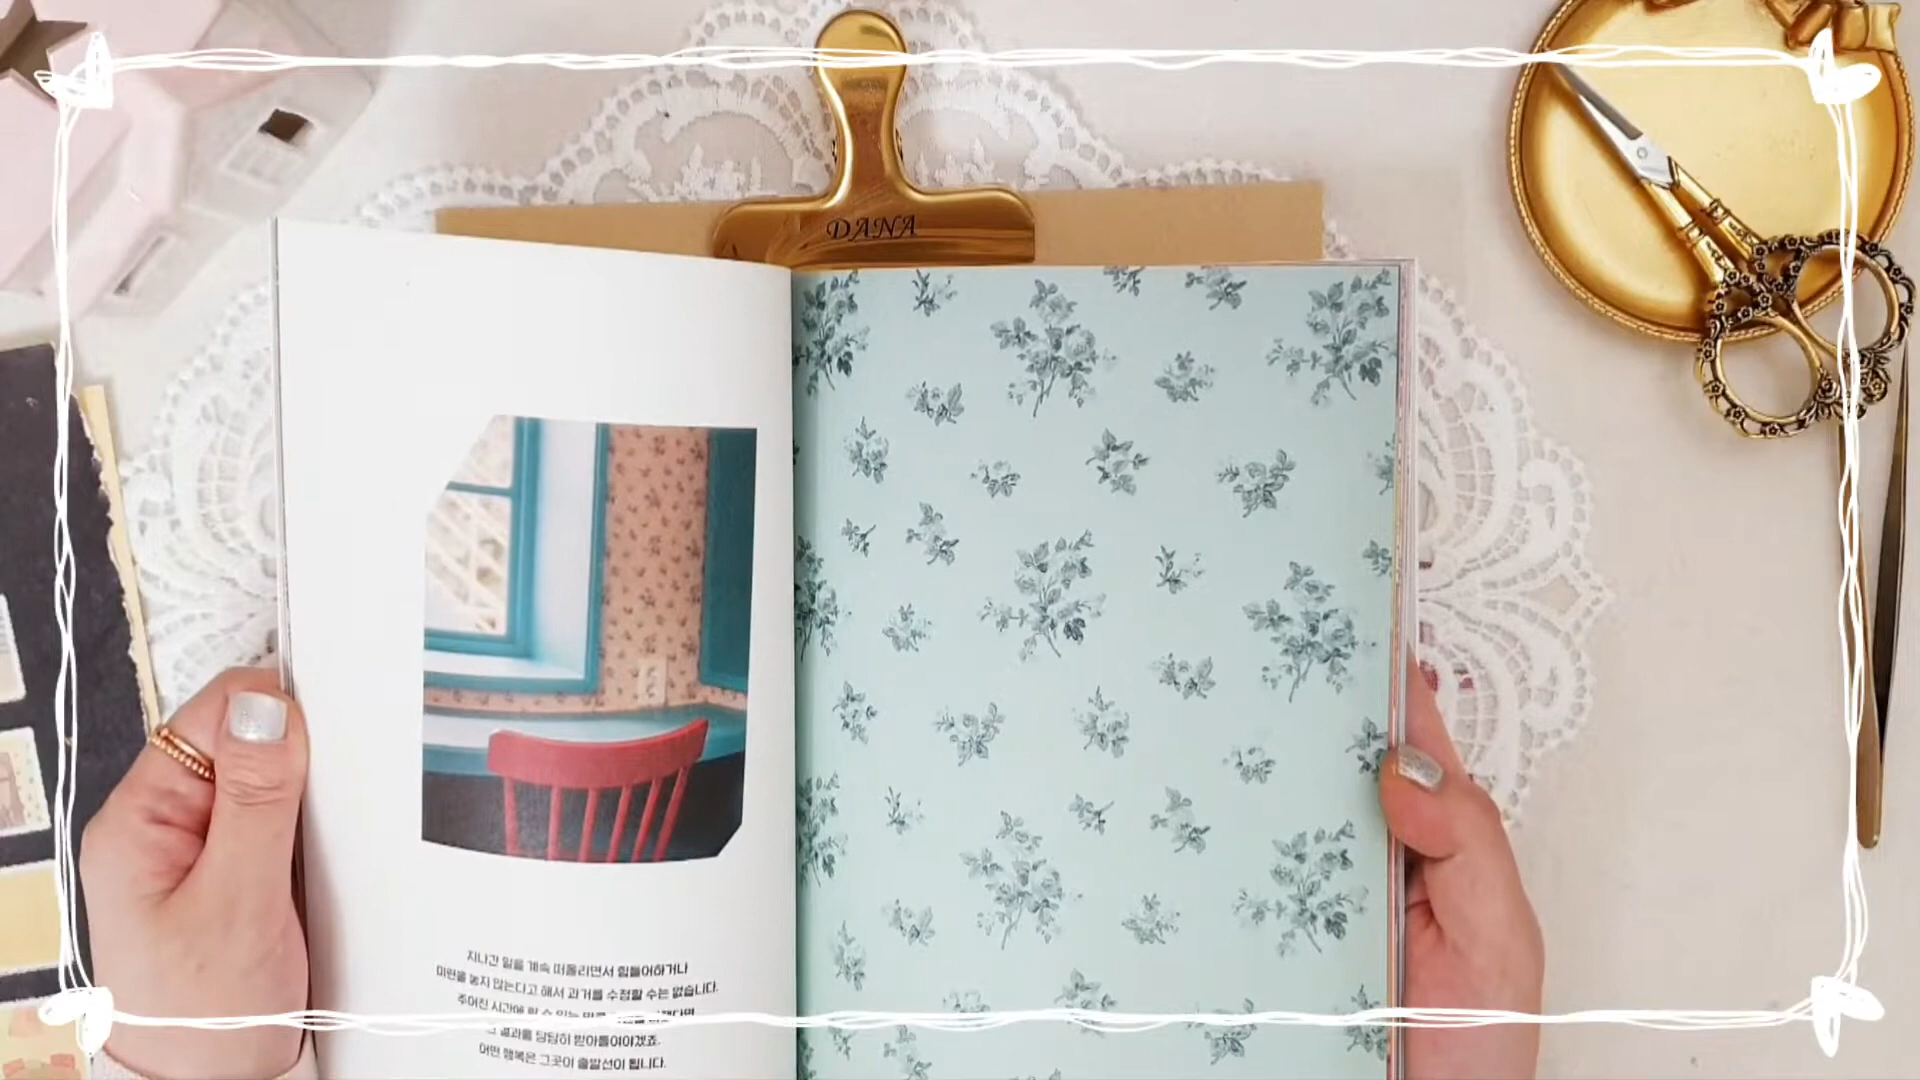 DANA
지나간 일을 계속 떠올리면서 힘들어하거나
미련을 놓지 않는다고 해서 과거를 수정할 수는 없습니다.
주어진 시간에 할 수 있는 만큼
결과를 담담히 받아들여야겠죠.
어떤 행복은 그곳이 출발선이 됩니다.